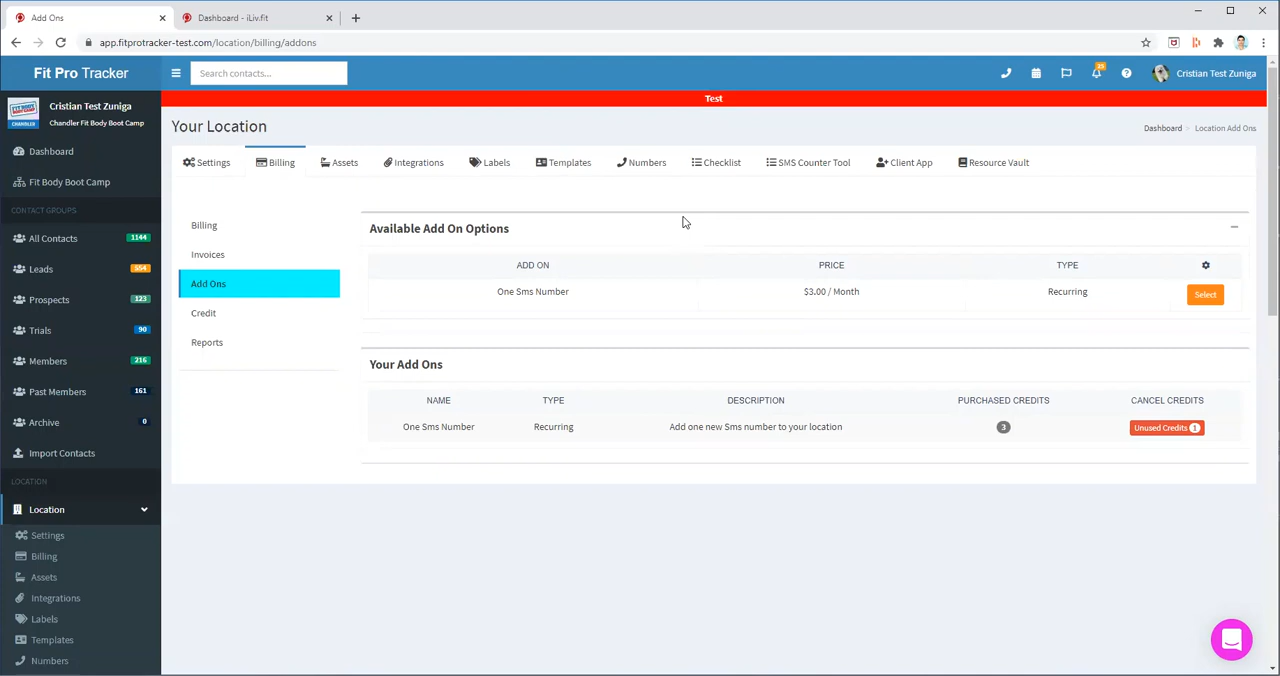 Add Ons
Dashboard - iLiv.fit
app.fitprotracker-test.com/location/billing/addons
Fit Pro Tracker
Search contacts...
25
Cristian Test Zuniga
Cristian Test Zuniga
Chandler Fit Body Boot Camp
Test
Your Location
Dashboard > Location Add Ons
Settings
Billing
Assets
Integrations
Labels
Templates
Numbers
Checklist
SMS Counter Tool
Client App
Resource Vault
Dashboard
Fit Body Boot Camp
CONTACT GROUPS
All Contacts 1144
Leads 554
Prospects 123
Trials 90
Members 216
Past Members 161
Archive 0
Import Contacts
LOCATION
Location
Settings
Billing
Assets
Integrations
Labels
Templates
Numbers
Billing
Invoices
Add Ons
Credit
Reports
Available Add On Options
ADD ON PRICE TYPE
One Sms Number $3.00 / Month Recurring Select
Your Add Ons
NAME TYPE DESCRIPTION PURCHASED CREDITS CANCEL CREDITS
One Sms Number Recurring Add one new Sms number to your location 3 Unused Credits 1